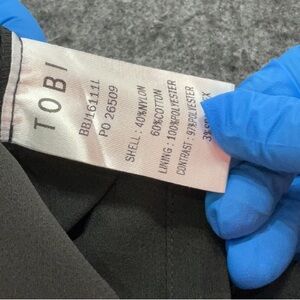 TOBI
BBJ16111L
PO 26509
SHELL : 40%NYLON
60%COTTON
LINING : 100%POLYESTER
CONTRAST : 97%POLYESTER